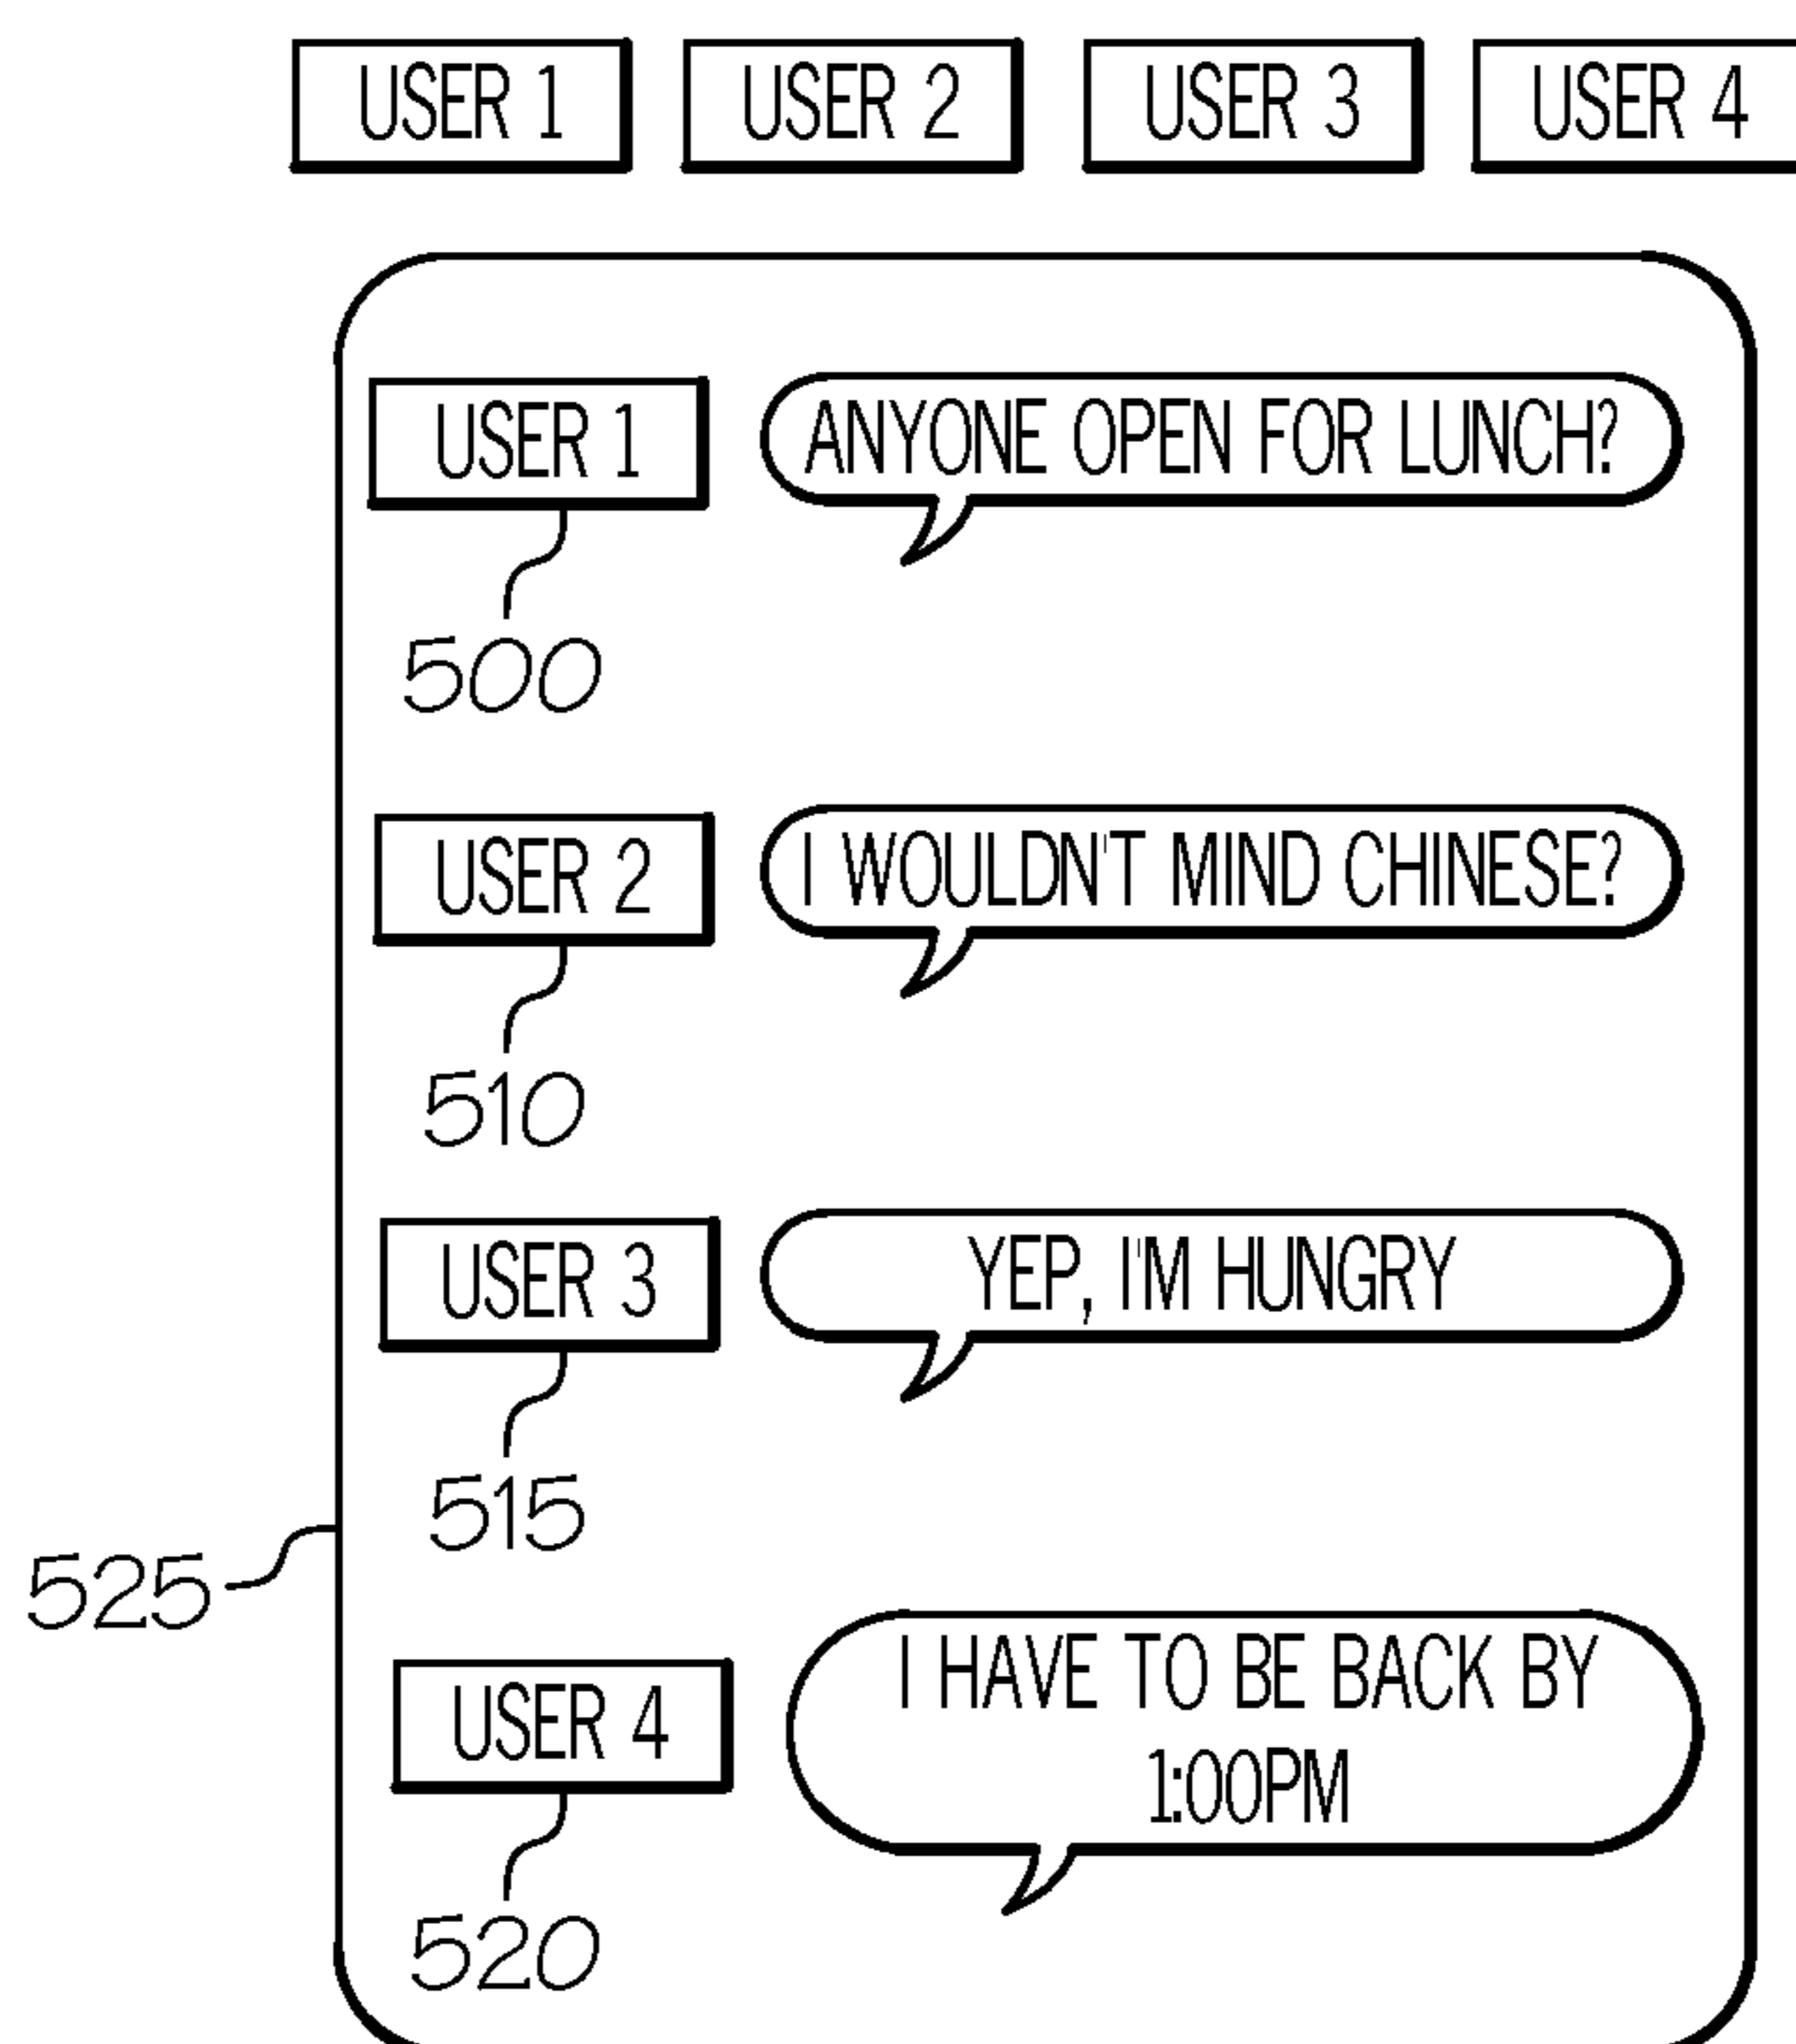 USER 1 USER 2 USER 3 USER 4
USER 1 ANYONE OPEN FOR LUNCH?
500
USER 2 I WOULDN'T MIND CHINESE?
510
USER 3 YEP, I'M HUNGRY
515
525
I HAVE TO BE BACK BY
USER 4
1:00PM
520